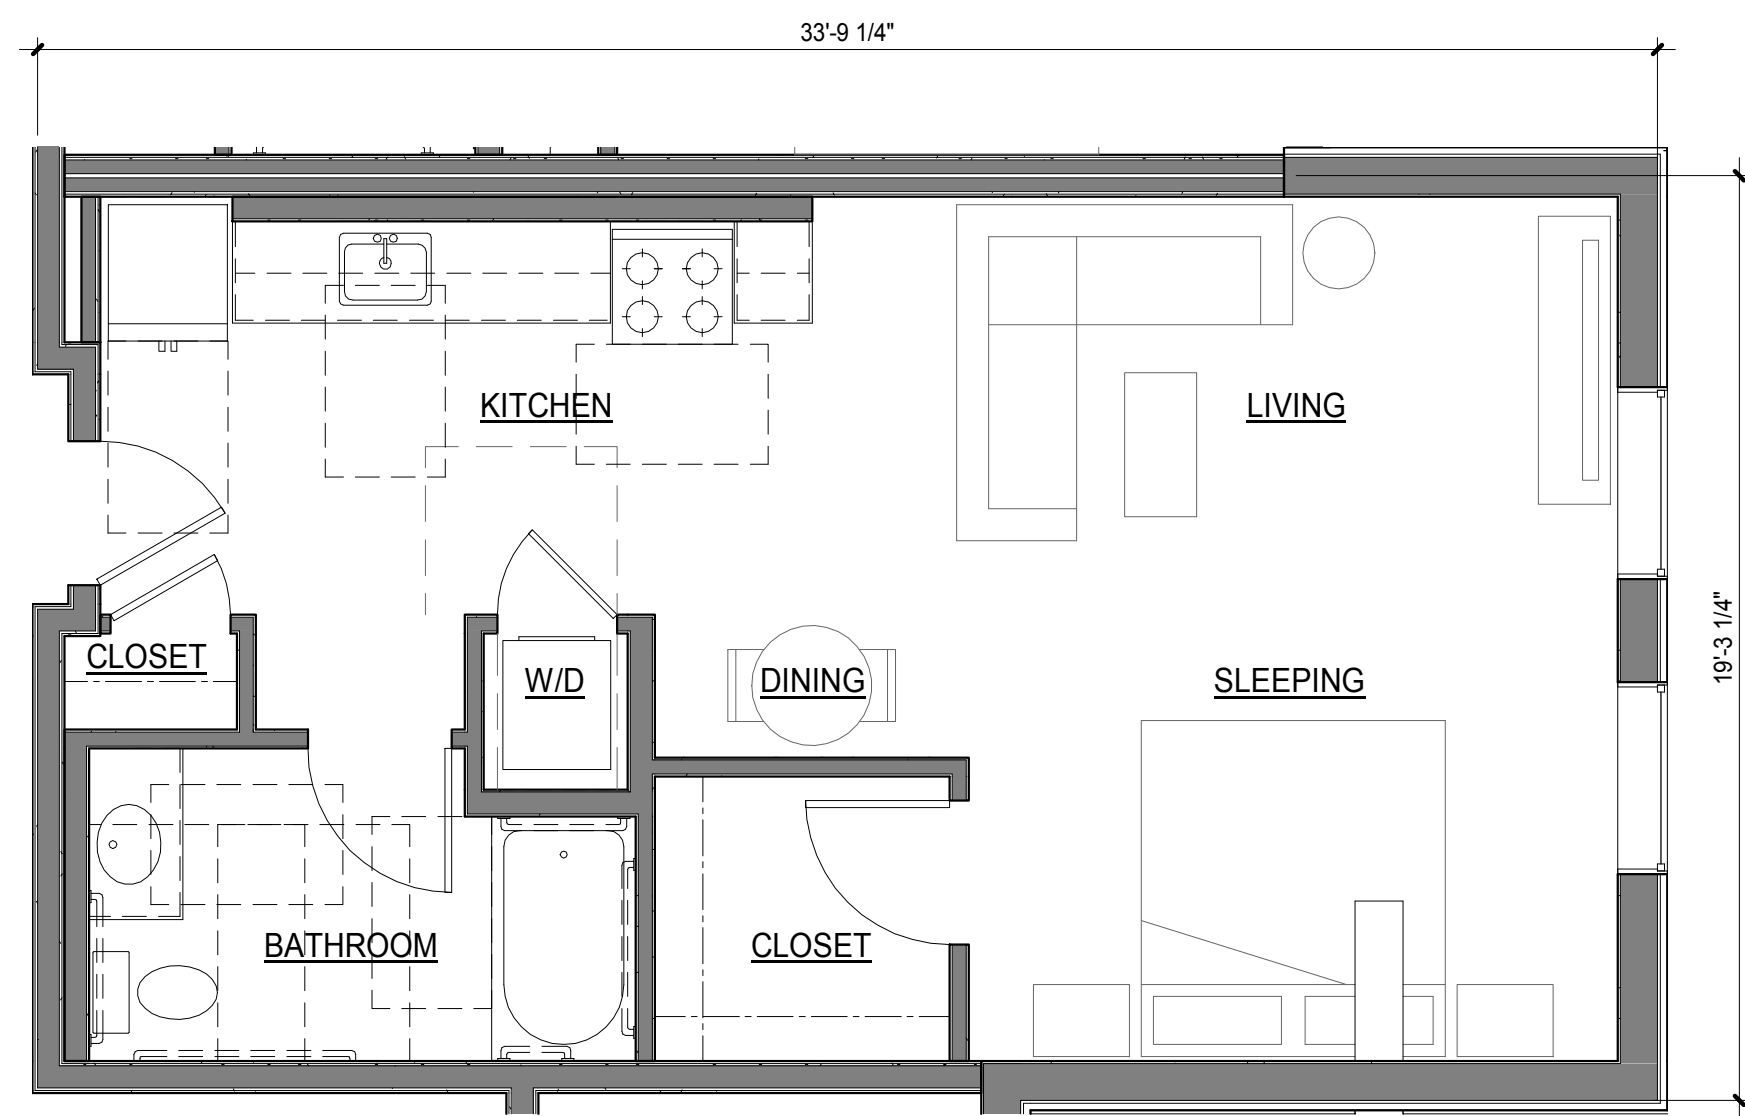 33'-9 1/4"
KITCHEN
LIVING
19'-3 1/4"
CLOSET
W/D
DINING
SLEEPING
BATHROOM
CLOSET